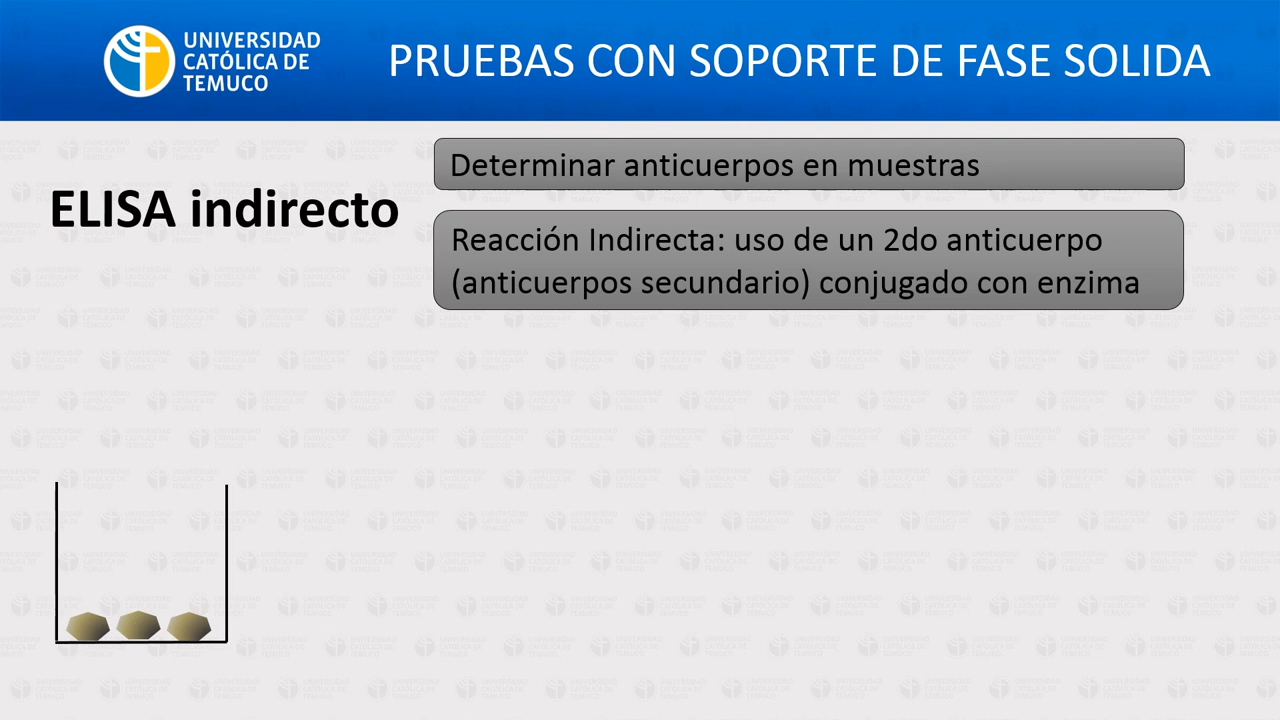 UNIVERSIDAD
CATÓLICA DE
TEMUCO
PRUEBAS CON SOPORTE DE FASE SOLIDA
ELISA indirecto
Determinar anticuerpos en muestras
Reacción Indirecta: uso de un 2do anticuerpo
(anticuerpos secundario) conjugado con enzima